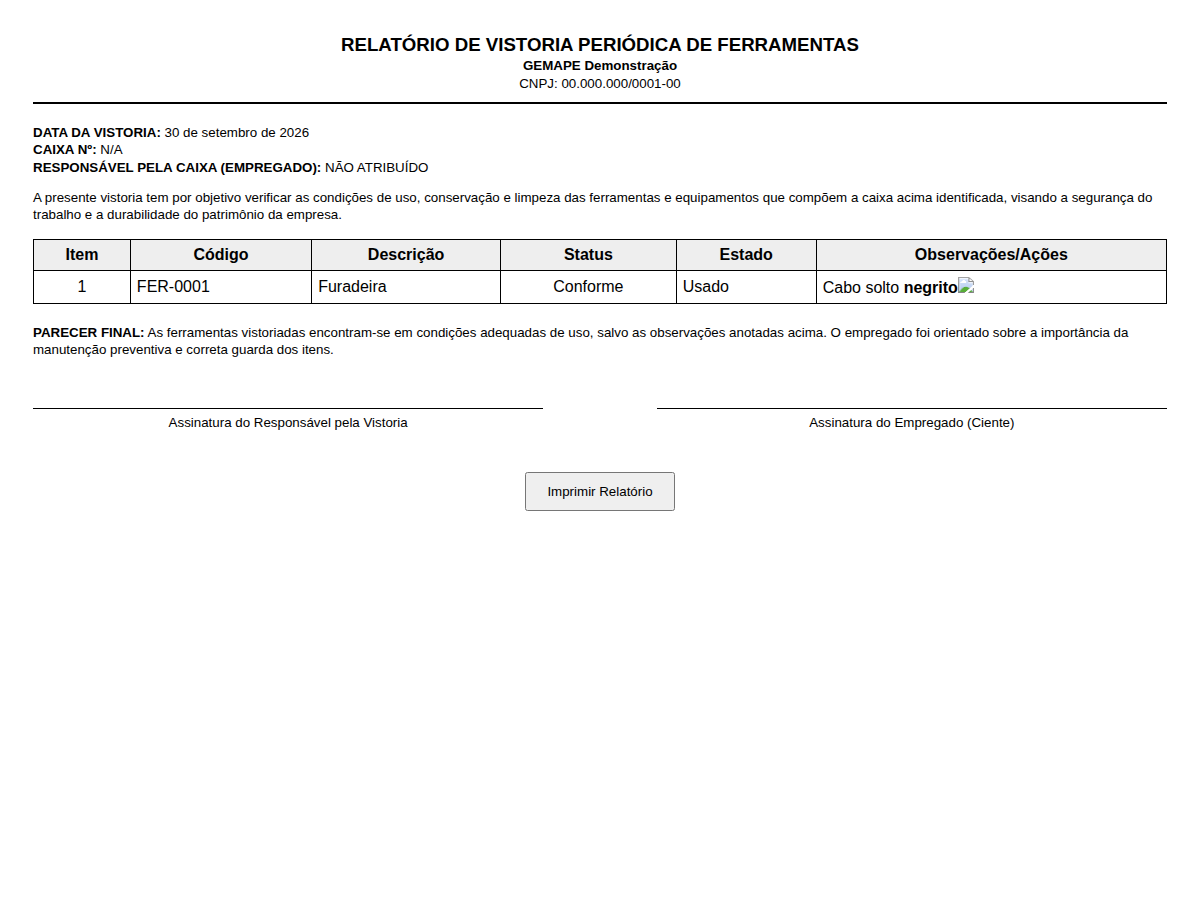 RELATÓRIO DE VISTORIA PERIÓDICA DE FERRAMENTAS
GEMAPE Demonstração
CNPJ: 00.000.000/0001-00
DATA DA VISTORIA: 30 de setembro de 2026
CAIXA Nº: N/A
RESPONSÁVEL PELA CAIXA (EMPREGADO): NÃO ATRIBUÍDO
A presente vistoria tem por objetivo verificar as condições de uso, conservação e limpeza das ferramentas e equipamentos que compõem a caixa acima identificada, visando a segurança do
trabalho e a durabilidade do patrimônio da empresa.
Item Código Descrição Status Estado Observações/Ações
1 FER-0001 Furadeira Conforme Usado Cabo solto negrito
PARECER FINAL: As ferramentas vistoriadas encontram-se em condições adequadas de uso, salvo as observações anotadas acima. O empregado foi orientado sobre a importância da
manutenção preventiva e correta guarda dos itens.
Assinatura do Responsável pela Vistoria Assinatura do Empregado (Ciente)
Imprimir Relatório